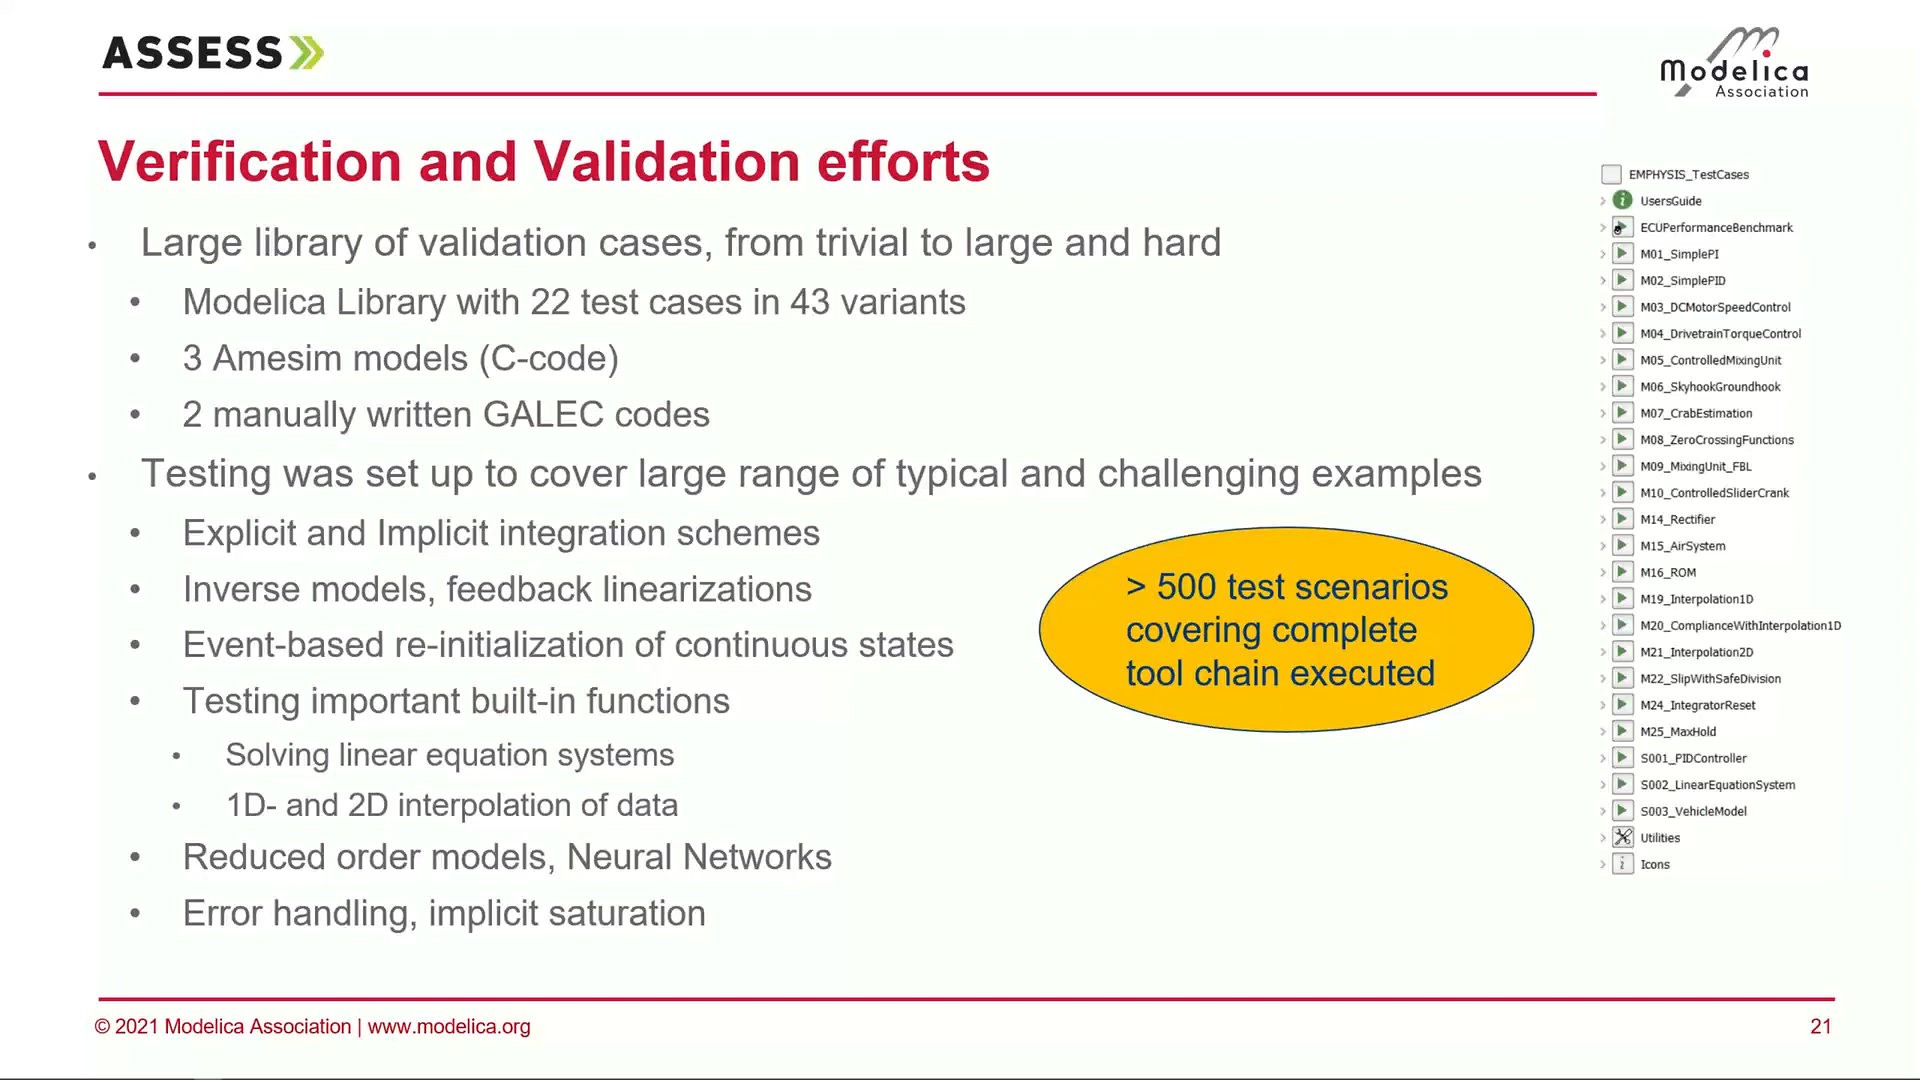 ASSESS
Modelica
Association
Verification and Validation efforts
• Large library of validation cases, from trivial to large and hard
• Modelica Library with 22 test cases in 43 variants
• 3 Amesim models (C-code)
• 2 manually written GALEC codes
• Testing was set up to cover large range of typical and challenging examples
• Explicit and Implicit integration schemes
• Inverse models, feedback linearizations
• Event-based re-initialization of continuous states
• Testing important built-in functions
• Solving linear equation systems
• 1D- and 2D interpolation of data
• Reduced order models, Neural Networks
• Error handling, implicit saturation
> 500 test scenarios
covering complete
tool chain executed
EMPHYSIS_TestCases
UsersGuide
ECUPerformanceBenchmark
M01_SimplePI
M02_SimplePID
M03_DCMotorSpeedControl
M04_DrivetrainTorqueControl
M05_ControlledMixingUnit
M06_SkyhookGroundhook
M07_CrabEstimation
M08_ZeroCrossingFunctions
M09_MixingUnit_FBL
M10_ControlledSliderCrank
M14_Rectifier
M15_AirSystem
M16_ROM
M19_Interpolation1D
M20_ComplianceWithInterpolation1D
M21_Interpolation2D
M22_SlipWithSafeDivision
M24_IntegratorReset
M25_MaxHold
S001_PIDController
S002_LinearEquationSystem
S003_VehicleModel
Utilities
Icons
© 2021 Modelica Association | www.modelica.org
21